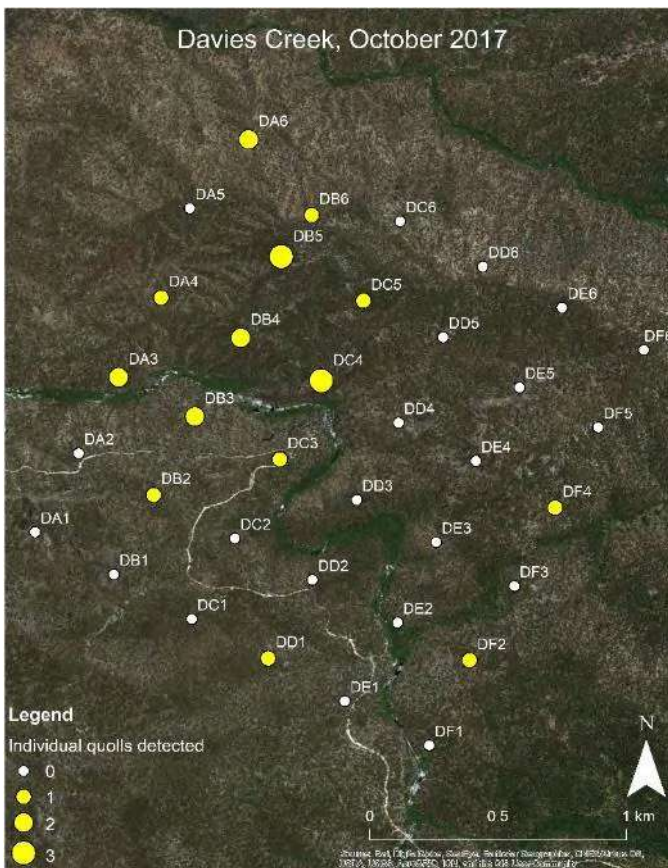 Davies Creek, October 2017
DA6
DA5
DB6
DC6
DB5
DD6
DA4
DC5
DE6
DB4
DD5
DF6
DA3
DC4
DE5
DB3
DD4
DF5
DA2
DC3
DE4
DB2
DD3
DF4
DA1
DC2
DE3
DB1
DD2
DF3
DC1
DE2
DD1
DF2
DE1
DF1
Legend
Individual quolls detected
0
1
2
3
N
0 0.5 1 km